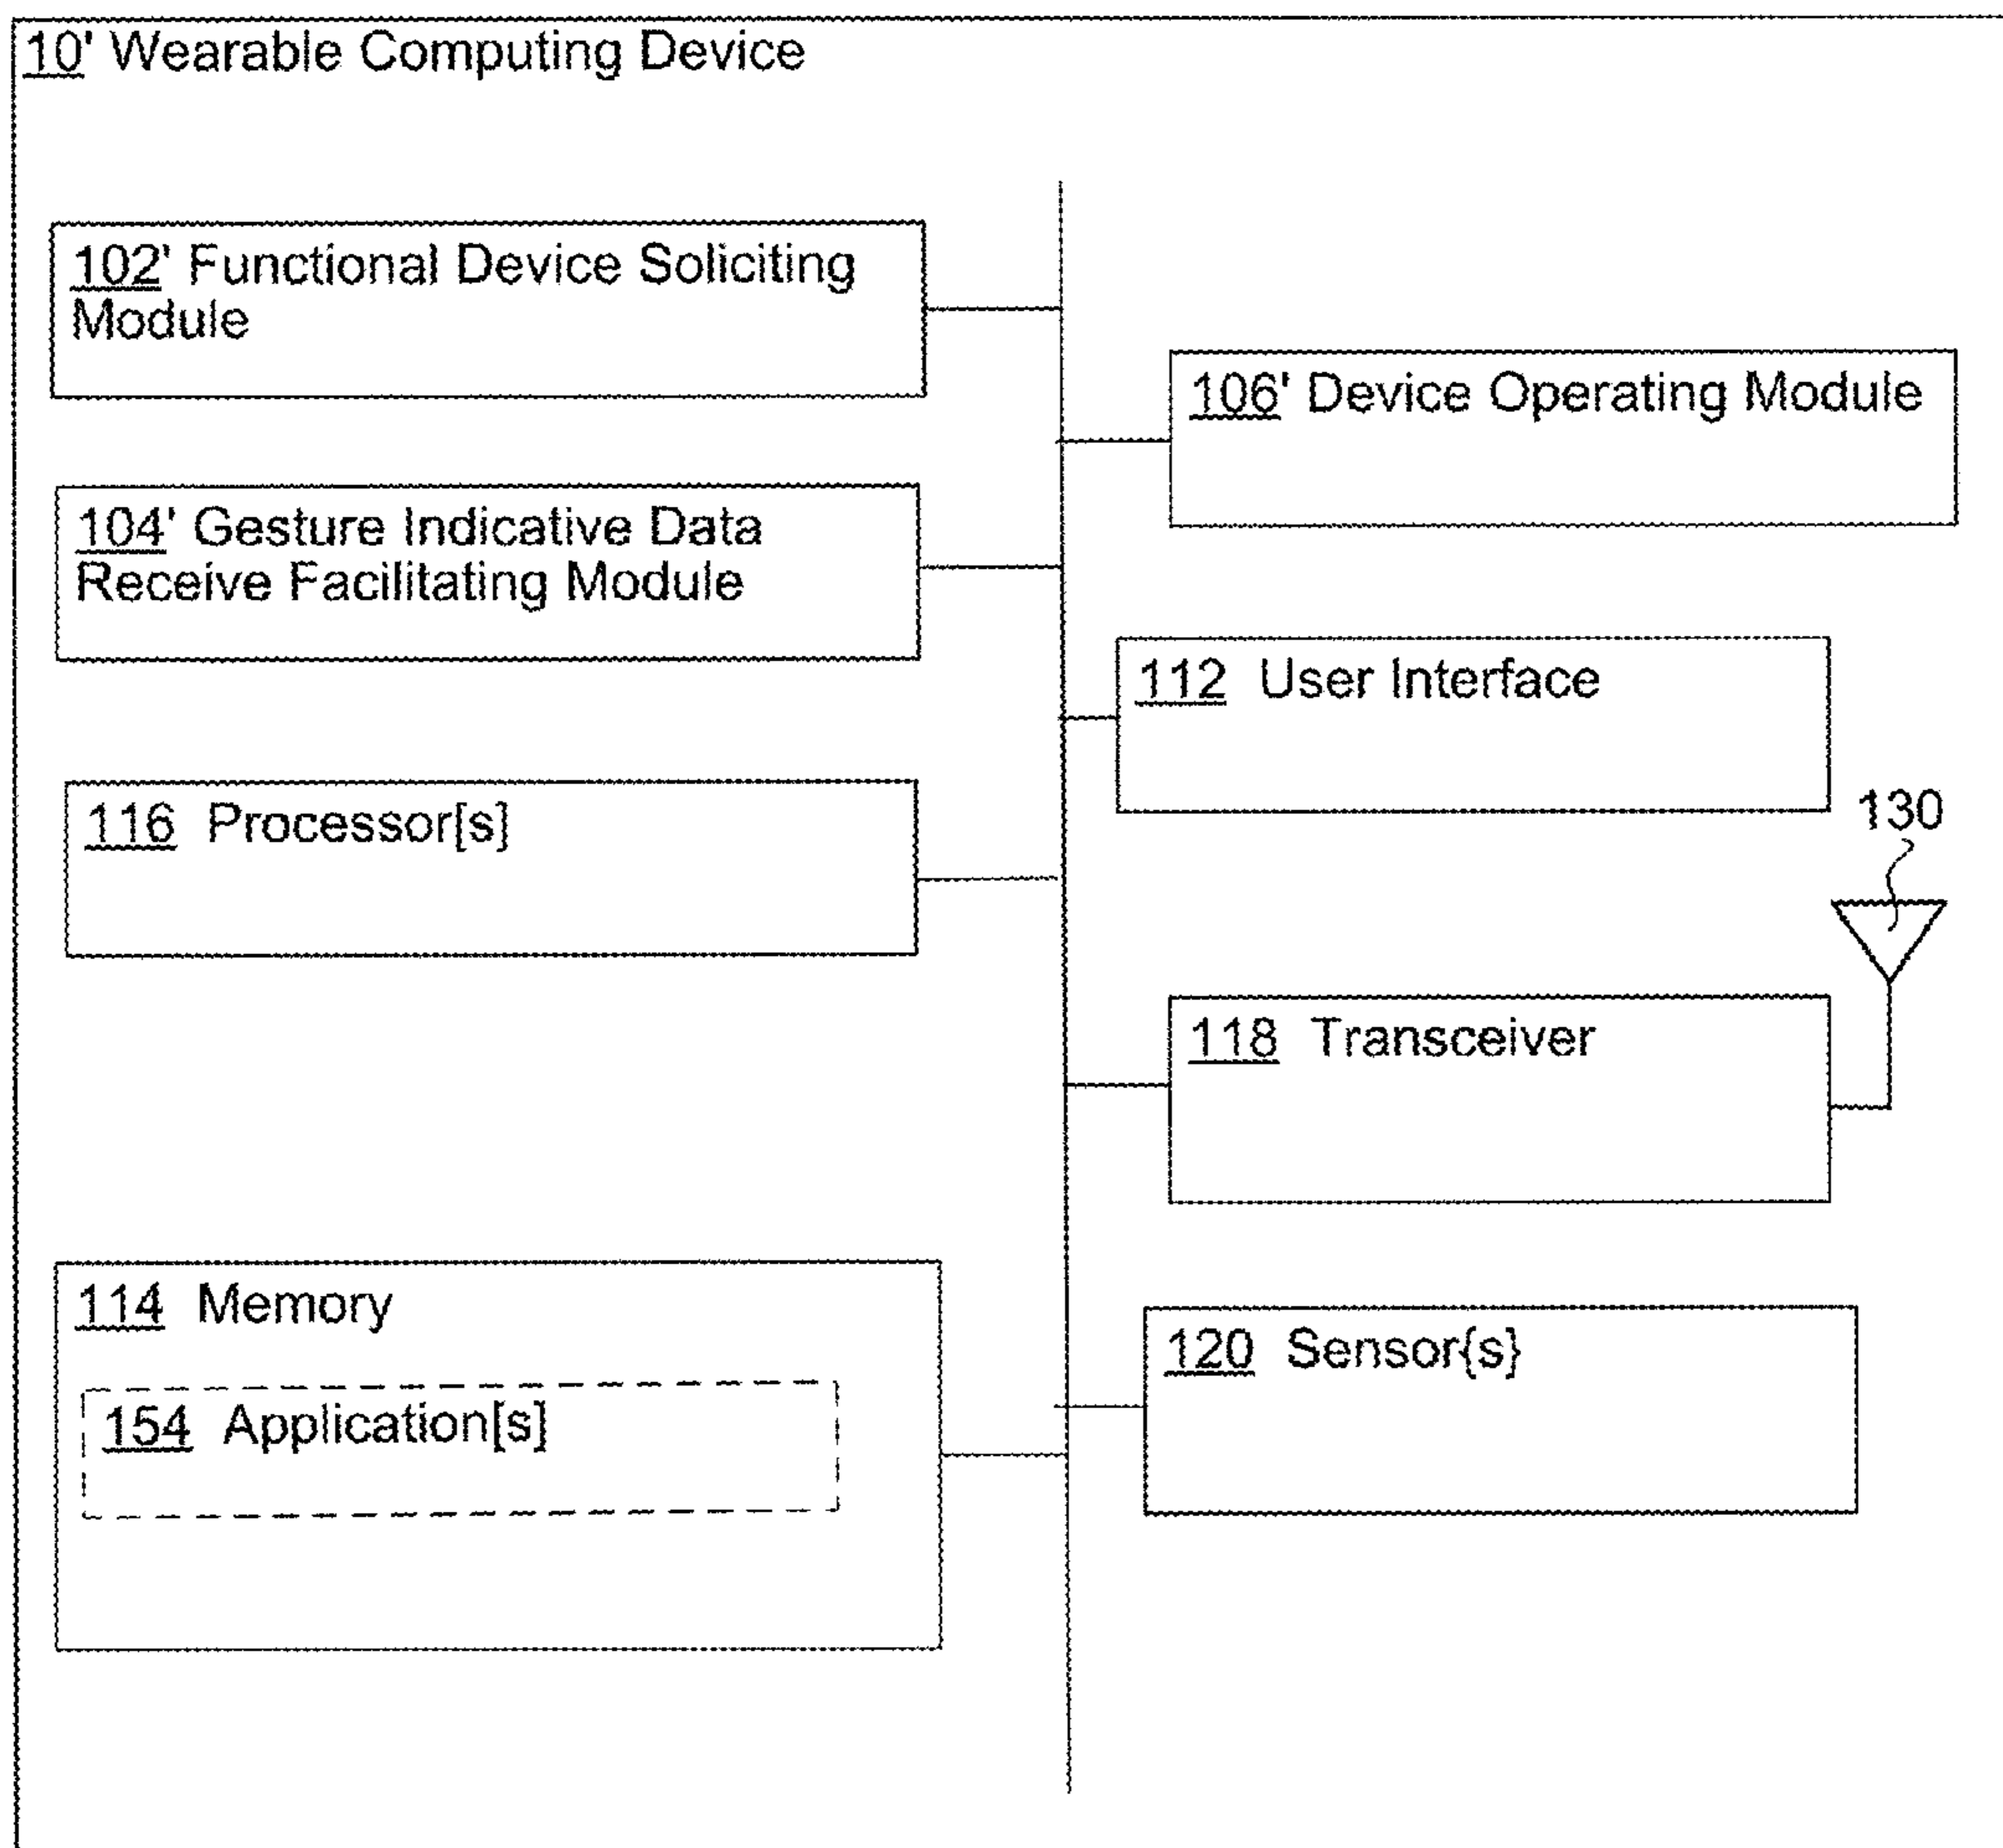 10' Wearable Computing Device
102' Functional Device Soliciting
Module
106' Device Operating Module
104' Gesture Indicative Data
Receive Facilitating Module
112 User Interface
116 Processor[s]
130
118 Transceiver
114 Memory
120 Sensor{s}
154 Application[s]